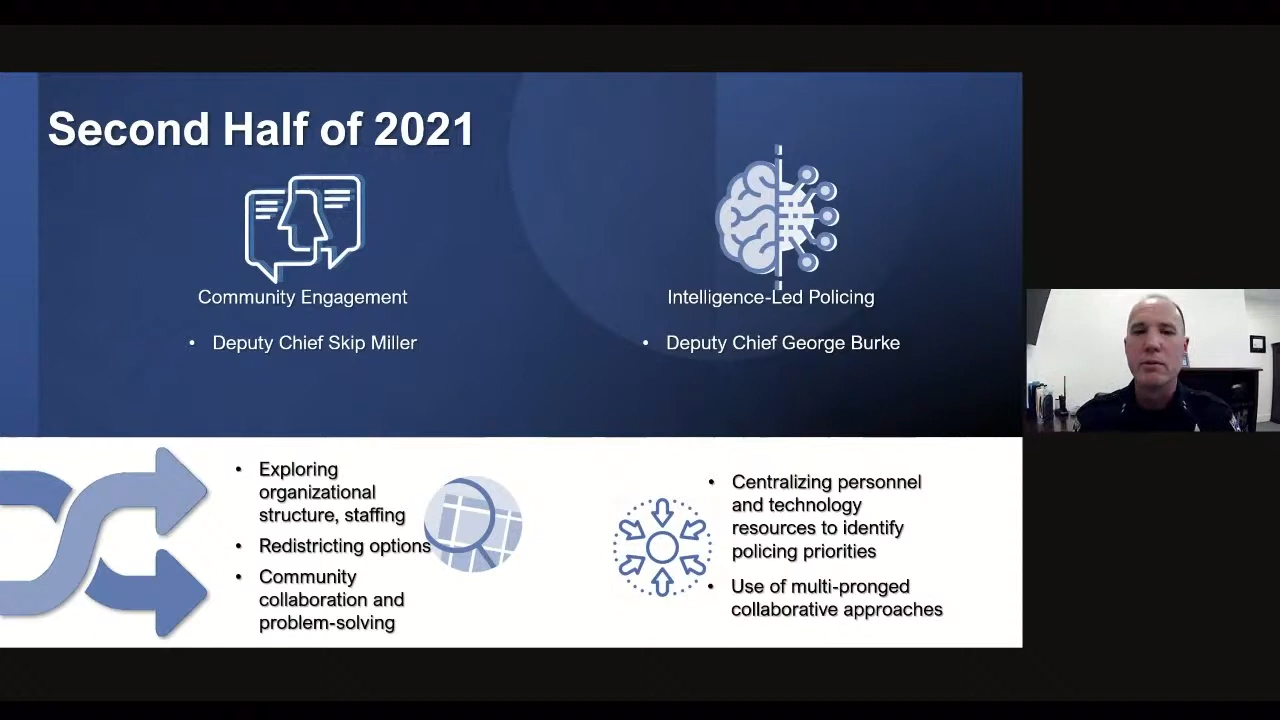 Second Half of 2021
Community Engagement
• Deputy Chief Skip Miller
Intelligence-Led Policing
• Deputy Chief George Burke
• Exploring
organizational
structure, staffing
• Redistricting options
• Community
collaboration and
problem-solving
• Centralizing personnel
and technology
resources to identify
policing priorities
• Use of multi-pronged
collaborative approaches